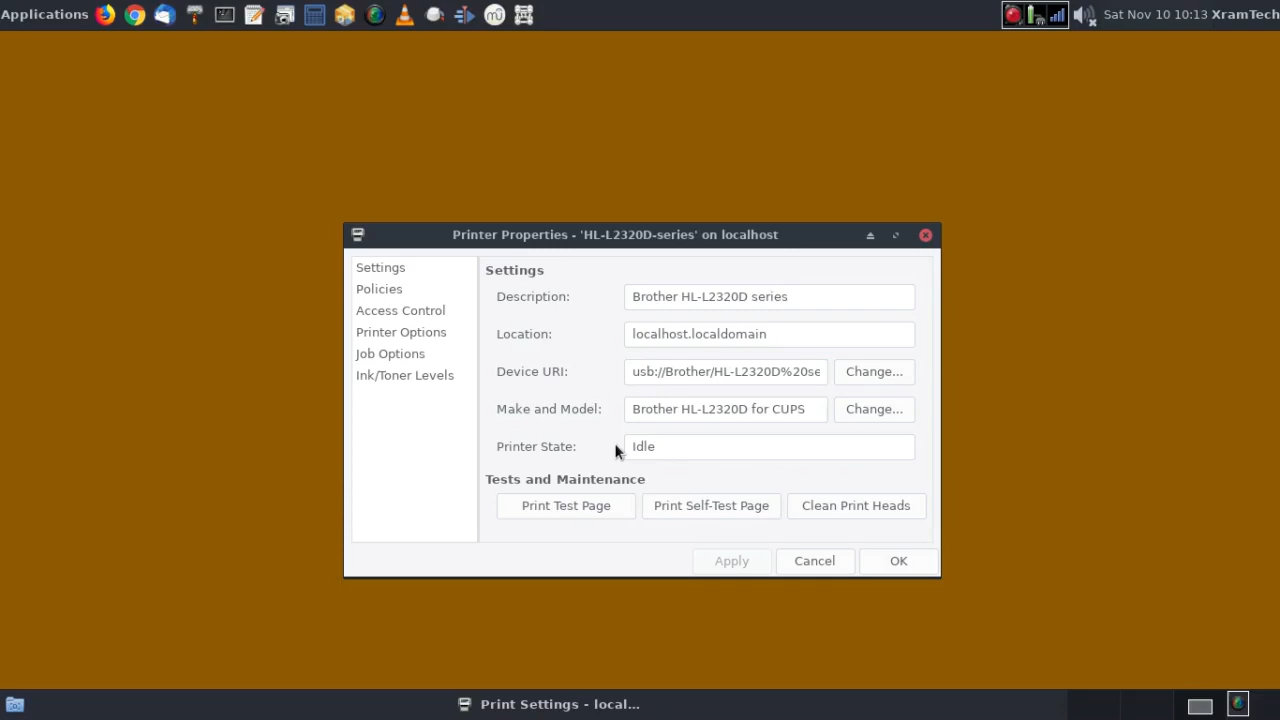 Applications
Sat Nov 10 10:13 XramTech
Printer Properties - 'HL-L2320D-series' on localhost
Settings
Policies
Access Control
Printer Options
Job Options
Ink/Toner Levels
Settings
Description: Brother HL-L2320D series
Location: localhost.localdomain
Device URI: usb://Brother/HL-L2320D%20se Change...
Make and Model: Brother HL-L2320D for CUPS Change...
Printer State: Idle
Tests and Maintenance
Print Test Page Print Self-Test Page Clean Print Heads
Apply Cancel OK
Print Settings - local...